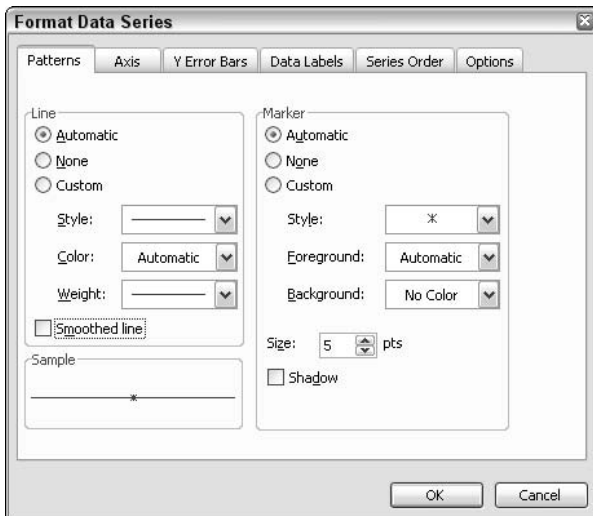 Format Data Series
Patterns Axis Y Error Bars Data Labels Series Order Options
Line
Automatic
None
Custom
Style:
Color: Automatic
Weight:
Smoothed line
Sample
Marker
Automatic
None
Custom
Style:
Foreground: Automatic
Background: No Color
Size: 5 pts
Shadow
OK Cancel